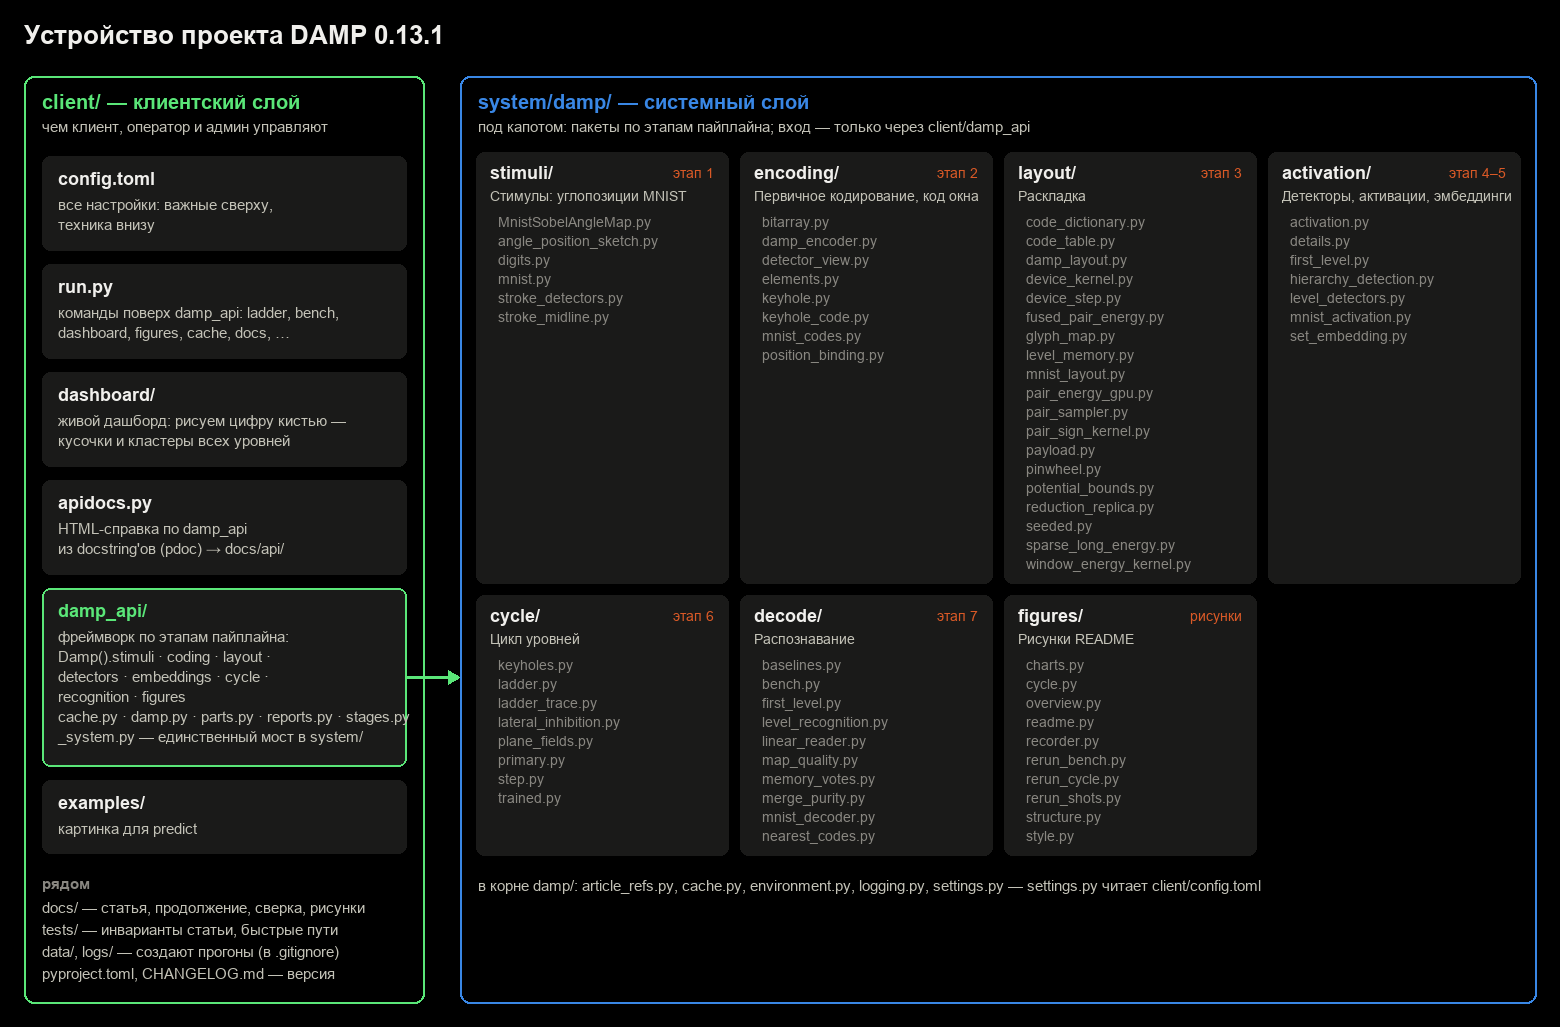 Устройство проекта DAMP 0.13.1
client/ — клиентский слой
чем клиент, оператор и админ управляют
config.toml
все настройки: важные сверху,
техника внизу
run.py
команды поверх damp_api: ladder, bench,
dashboard, figures, cache, docs, …
dashboard/
живой дашборд: рисуем цифру кистью —
кусочки и кластеры всех уровней
apidocs.py
HTML-справка по damp_api
из docstring'ов (pdoc) → docs/api/
damp_api/
фреймворк по этапам пайплайна:
Damp().stimuli · coding · layout ·
detectors · embeddings · cycle ·
recognition · figures
cache.py · damp.py · parts.py · reports.py · stages.py
_system.py — единственный мост в system/
examples/
картинка для predict
рядом
docs/ — статья, продолжение, сверка, рисунки
tests/ — инварианты статьи, быстрые пути
data/, logs/ — создают прогоны (в .gitignore)
pyproject.toml, CHANGELOG.md — версия
system/damp/ — системный слой
под капотом: пакеты по этапам пайплайна; вход — только через client/damp_api
stimuli/ этап 1
Стимулы: углопозиции MNIST
MnistSobelAngleMap.py
angle_position_sketch.py
digits.py
mnist.py
stroke_detectors.py
stroke_midline.py
encoding/ этап 2
Первичное кодирование, код окна
bitarray.py
damp_encoder.py
detector_view.py
elements.py
keyhole.py
keyhole_code.py
mnist_codes.py
position_binding.py
layout/ этап 3
Раскладка
code_dictionary.py
code_table.py
damp_layout.py
device_kernel.py
device_step.py
fused_pair_energy.py
glyph_map.py
level_memory.py
mnist_layout.py
pair_energy_gpu.py
pair_sampler.py
pair_sign_kernel.py
payload.py
pinwheel.py
potential_bounds.py
reduction_replica.py
seeded.py
sparse_long_energy.py
window_energy_kernel.py
activation/ этап 4–5
Детекторы, активации, эмбеддинги
activation.py
details.py
first_level.py
hierarchy_detection.py
level_detectors.py
mnist_activation.py
set_embedding.py
cycle/ этап 6
Цикл уровней
keyholes.py
ladder.py
ladder_trace.py
lateral_inhibition.py
plane_fields.py
primary.py
step.py
trained.py
decode/ этап 7
Распознавание
baselines.py
bench.py
first_level.py
level_recognition.py
linear_reader.py
map_quality.py
memory_votes.py
merge_purity.py
mnist_decoder.py
nearest_codes.py
figures/ рисунки
Рисунки README
charts.py
cycle.py
overview.py
readme.py
recorder.py
rerun_bench.py
rerun_cycle.py
rerun_shots.py
structure.py
style.py
в корне damp/: article_refs.py, cache.py, environment.py, logging.py, settings.py — settings.py читает client/config.toml